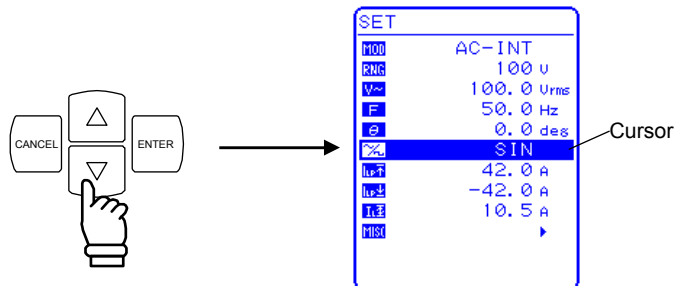 SET
MOD AC-INT
RNG 100 V
V~ 100.0 Vrms
F 50.0 Hz
θ 0.0 deg
SIN
42.0 A
-42.0 A
10.5 A
MISC
CANCEL
ENTER
Cursor